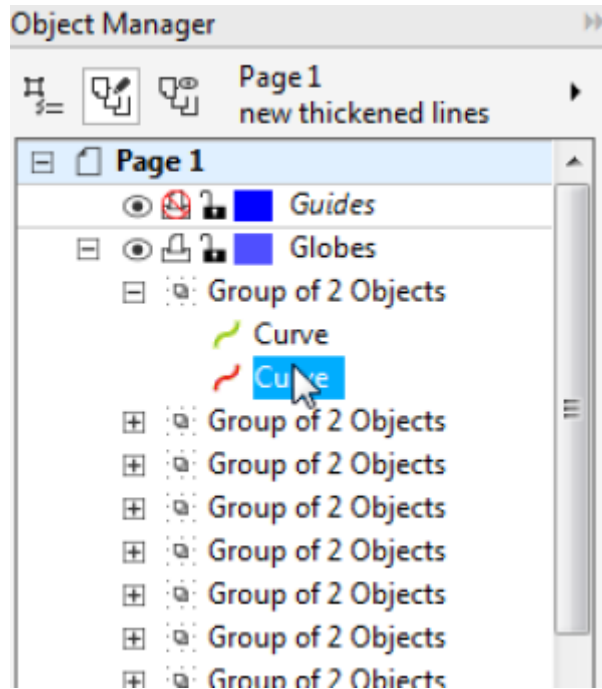 Object Manager
Page 1
new thickened lines
Page 1
Guides
Globes
Group of 2 Objects
Curve
Curve
Group of 2 Objects
Group of 2 Objects
Group of 2 Objects
Group of 2 Objects
Group of 2 Objects
Group of 2 Objects
Group of 2 Objects